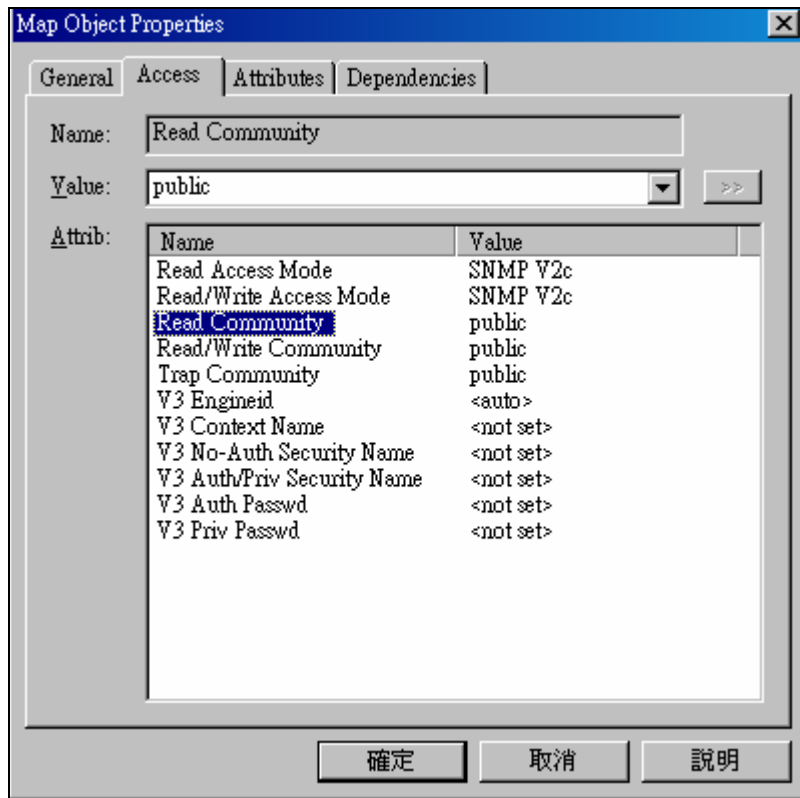 Map Object Properties
General Access Attributes Dependencies
Name: Read Community
Value: public >>
Attrib: Name Value
Read Access Mode SNMP V2c
Read/Write Access Mode SNMP V2c
Read Community public
Read/Write Community public
Trap Community public
V3 Engineid <auto>
V3 Context Name <not set>
V3 No-Auth Security Name <not set>
V3 Auth/Priv Security Name <not set>
V3 Auth Passwd <not set>
V3 Priv Passwd <not set>
確定 取消 說明